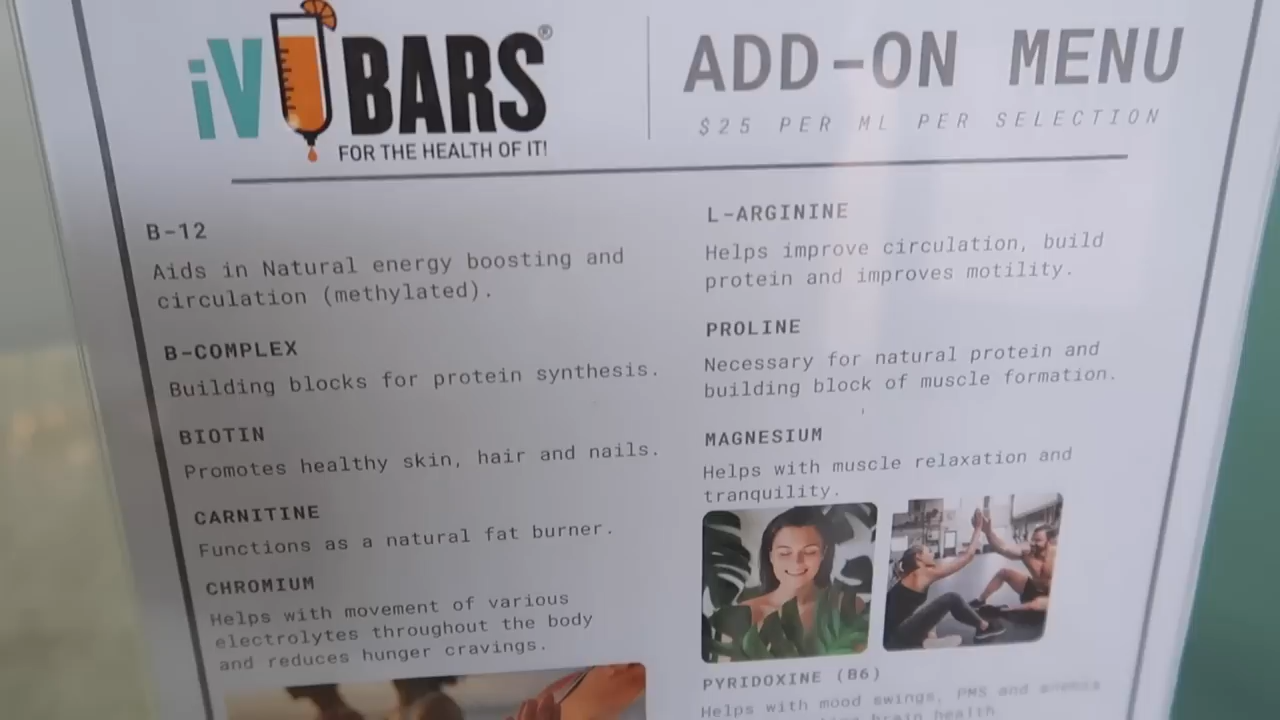 iV BARS®
FOR THE HEALTH OF IT!
ADD-ON MENU
$25 PER ML PER SELECTION
B-12
Aids in Natural energy boosting and
circulation (methylated).
B-COMPLEX
Building blocks for protein synthesis.
BIOTIN
Promotes healthy skin, hair and nails.
CARNITINE
Functions as a natural fat burner.
CHROMIUM
Helps with movement of various
electrolytes throughout the body
and reduces hunger cravings.
L-ARGININE
Helps improve circulation, build
protein and improves motility.
PROLINE
Necessary for natural protein and
building block of muscle formation.
MAGNESIUM
Helps with muscle relaxation and
tranquility.
PYRIDOXINE (B6)
Helps with mood swings, PMS and anemia
brain health